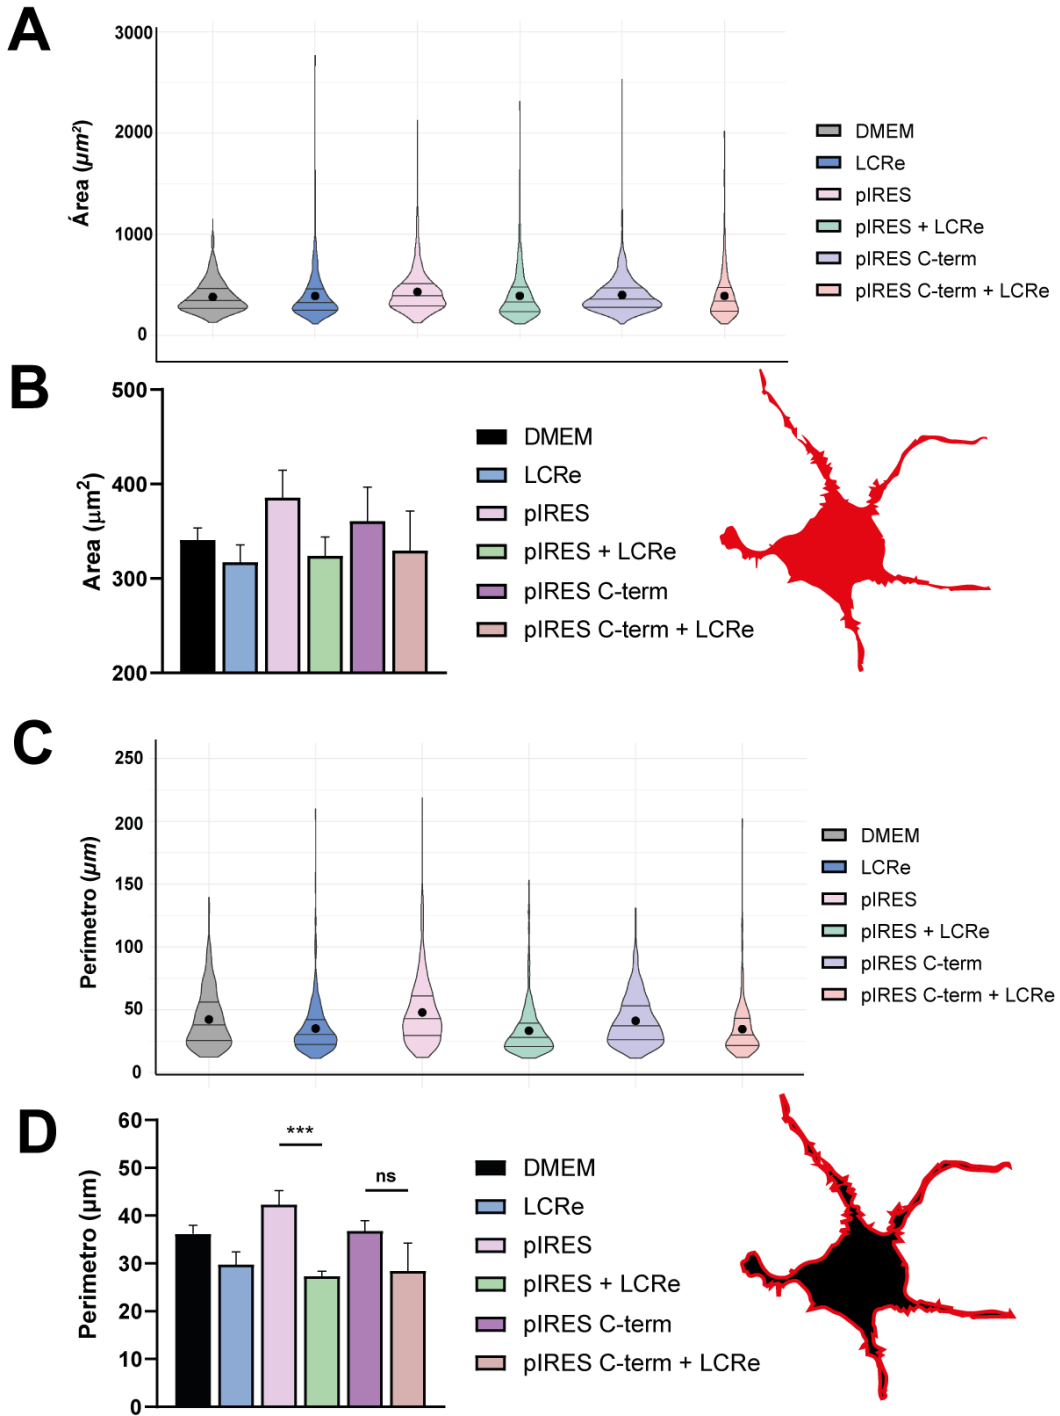 A
3000
2000
1000
0
Área (µm²)
DMEM
LCRe
pIRES
pIRES + LCRe
pIRES C-term
pIRES C-term + LCRe
B
500
400
300
200
Area (µm²)
DMEM
LCRe
pIRES
pIRES + LCRe
pIRES C-term
pIRES C-term + LCRe
C
250
200
150
100
50
0
Perímetro (µm)
DMEM
LCRe
pIRES
pIRES + LCRe
pIRES C-term
pIRES C-term + LCRe
D
60
50
40
30
20
10
0
Perimetro (µm)
***
ns
DMEM
LCRe
pIRES
pIRES + LCRe
pIRES C-term
pIRES C-term + LCRe